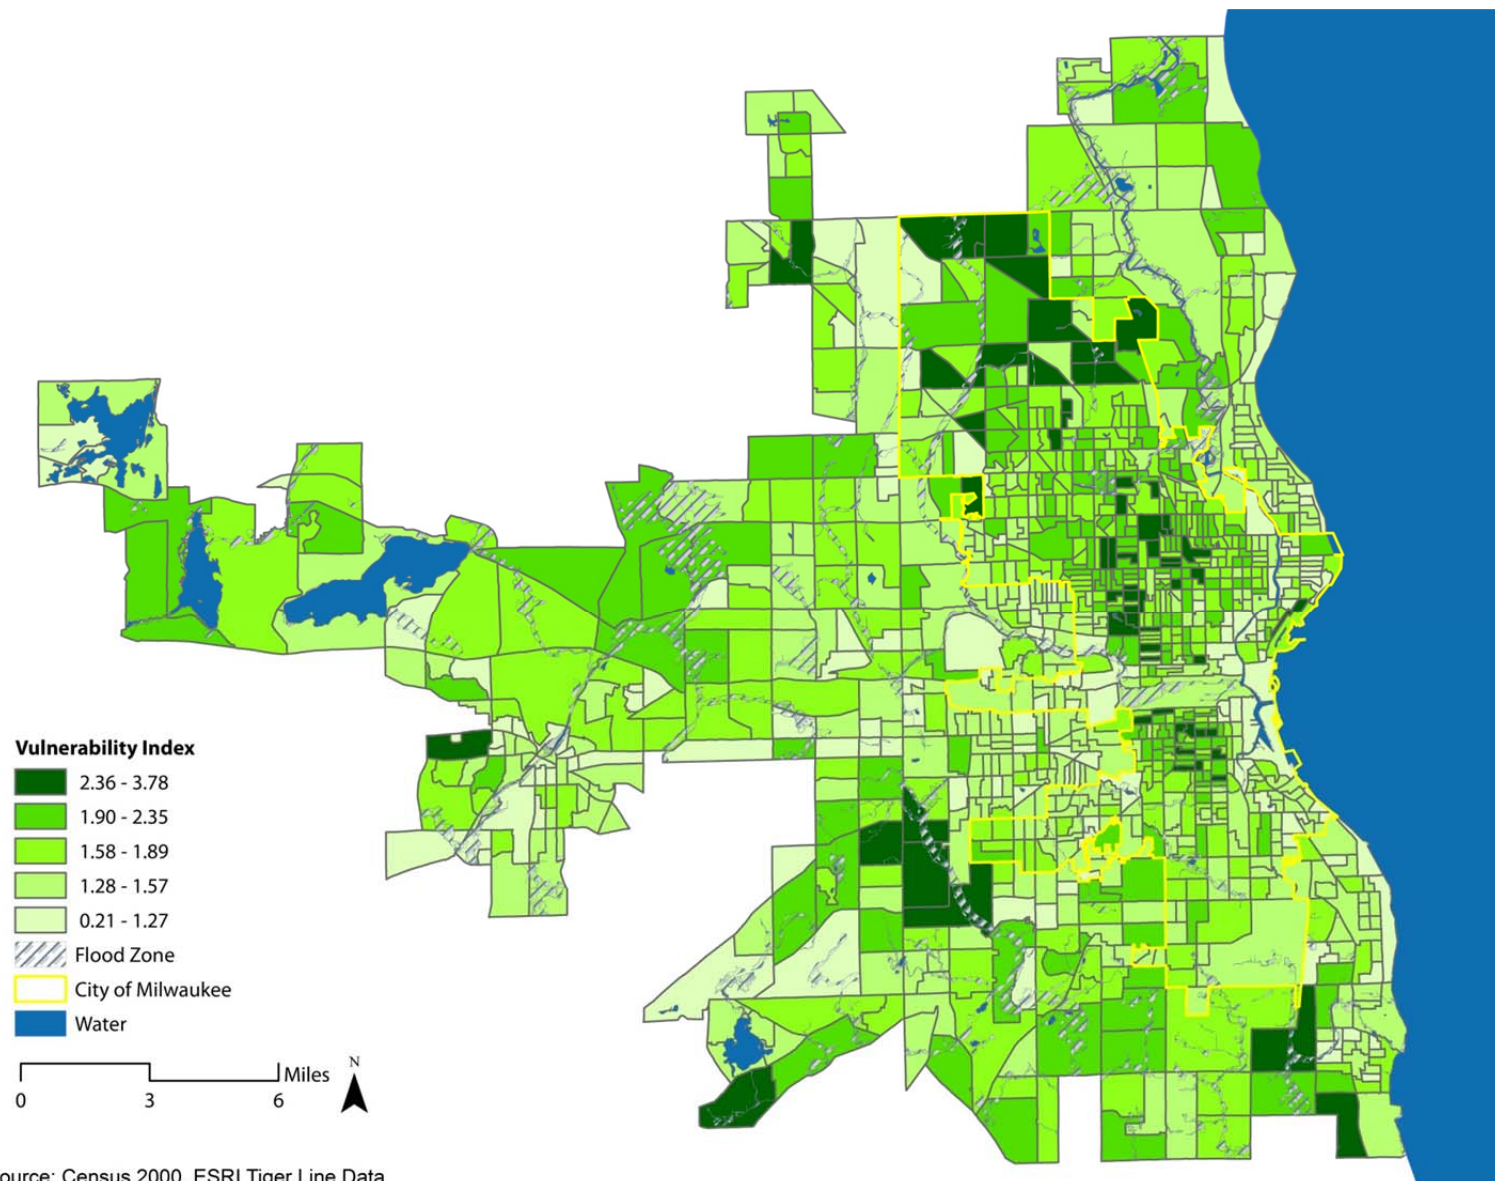 Vulnerability Index
2.36 - 3.78
1.90 - 2.35
1.58 - 1.89
1.28 - 1.57
0.21 - 1.27
Flood Zone
City of Milwaukee
Water
Miles
N
0 3 6
ource: Census 2000, ESRI Tiger Line Data